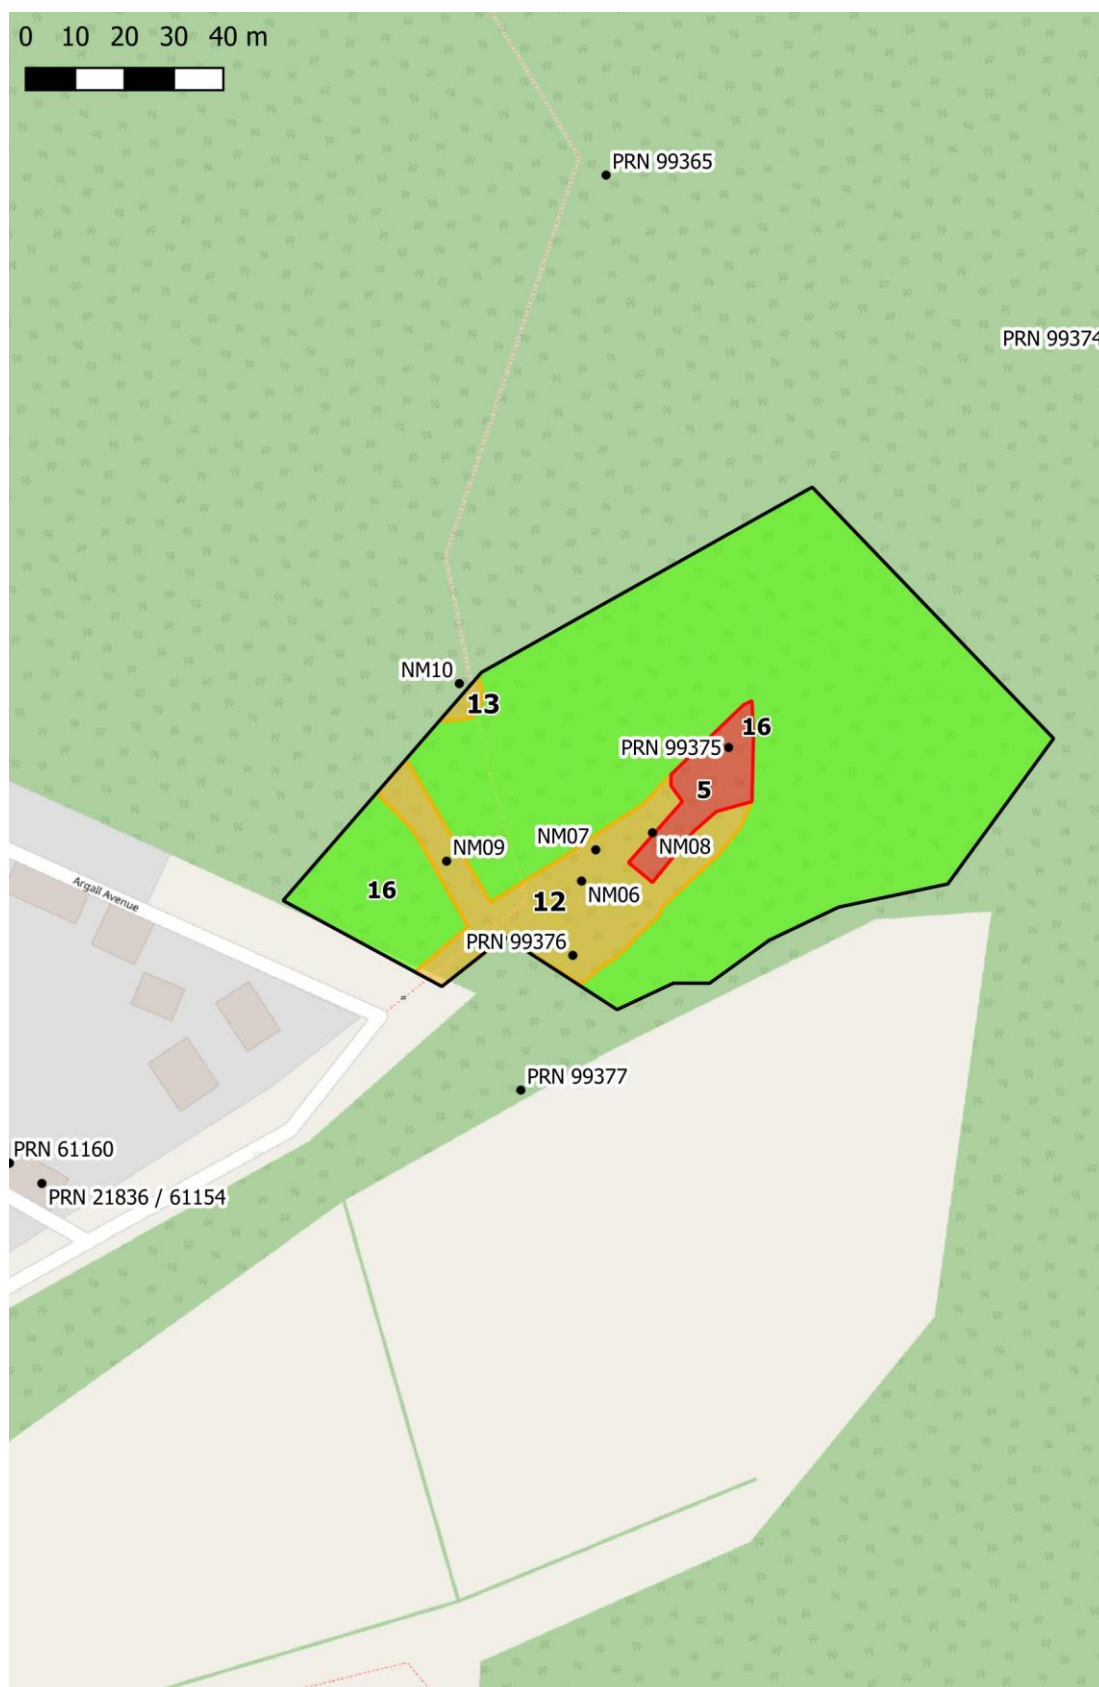 0 10 20 30 40 m
PRN 99365
PRN 99374
NM10
13
16
PRN 99375
5
NM07
NM08
NM09
NM06
16
12
PRN 99376
Argall Avenue
PRN 99377
PRN 61160
PRN 21836 / 61154